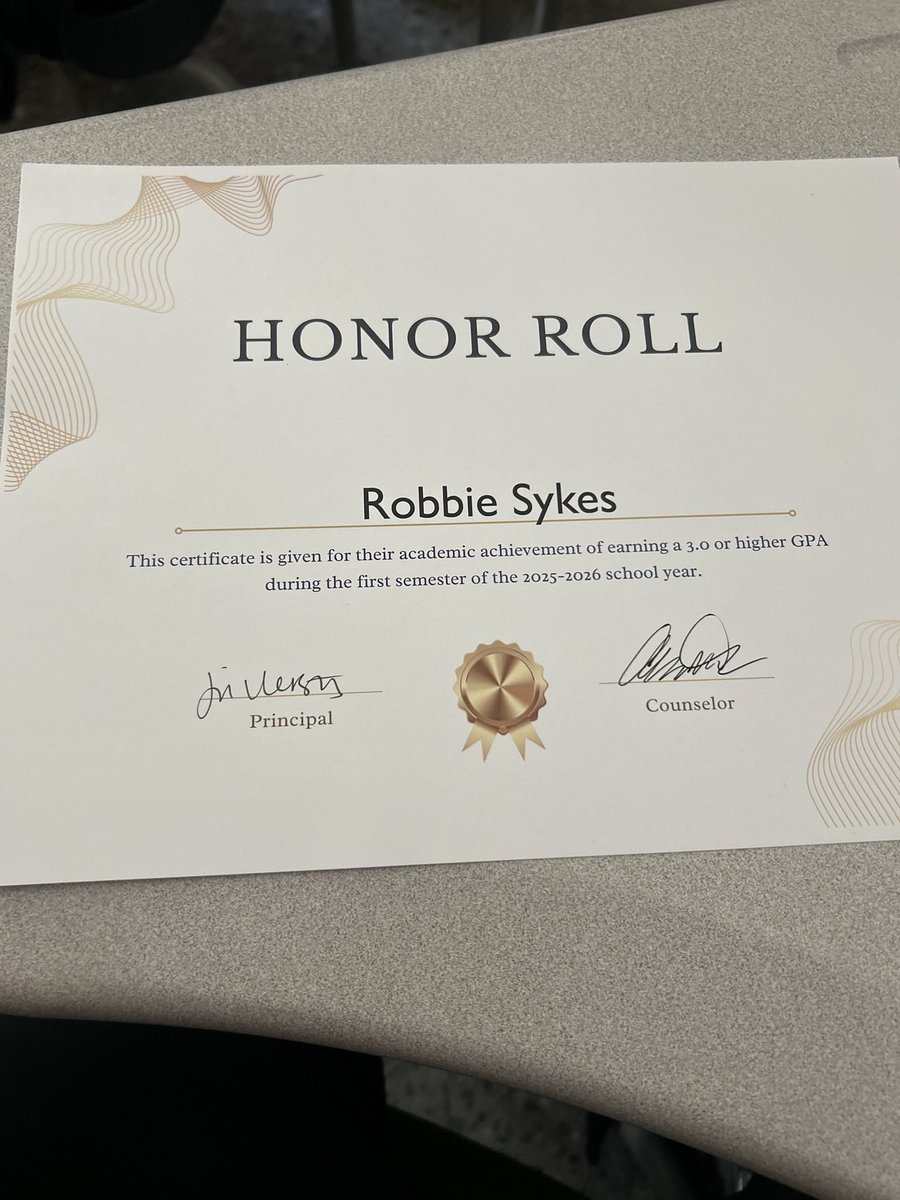 HONOR ROLL
Robbie Sykes
This certificate is given for their academic achievement of earning a 3.0 or higher GPA
during the first semester of the 2025-2026 school year.
Principal
Counselor